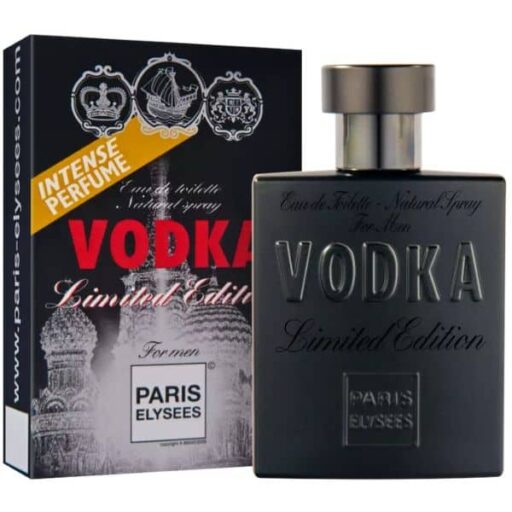 www.paris-elysees.com
INTENSE
PERFUME
Eau de toilette
Natural spray
VODKA
Limited Edition
For men
PARIS
ELYSEES
Eau de Toilette - Natural Spray
For Men
VODKA
Limited Edition
PARIS
ELYSEES